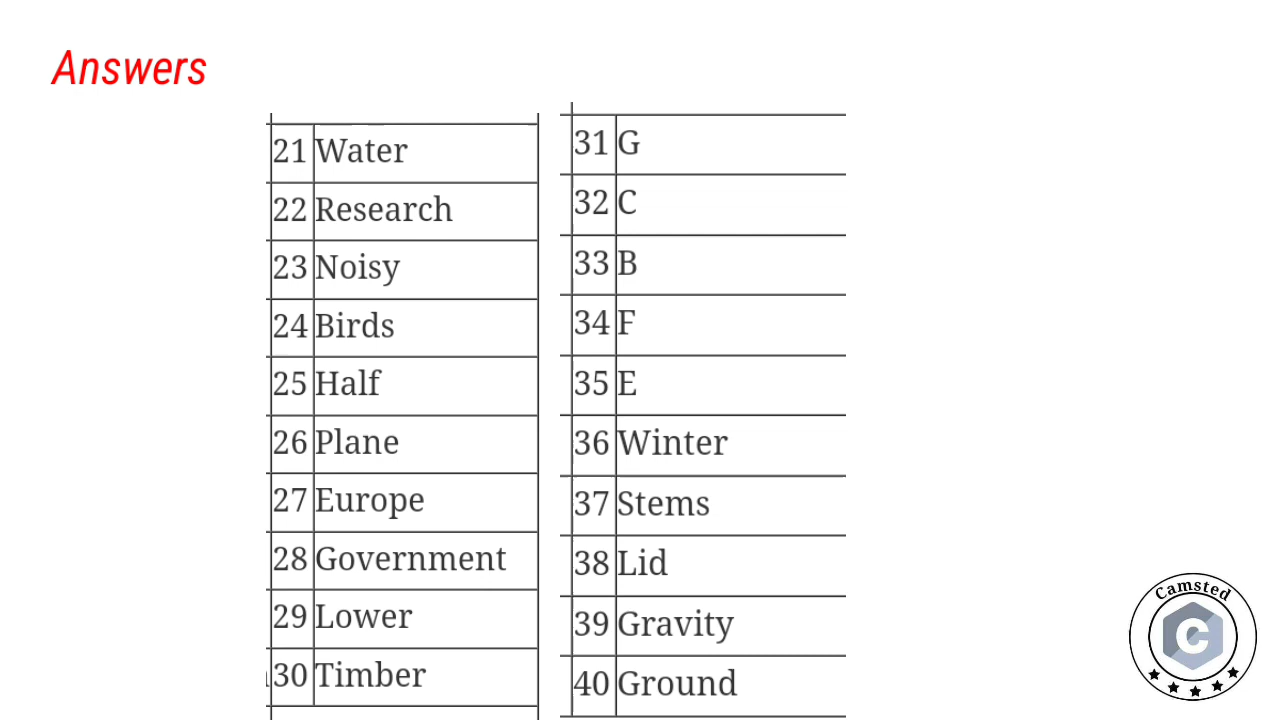 Answers
21 Water
22 Research
23 Noisy
24 Birds
25 Half
26 Plane
27 Europe
28 Government
29 Lower
30 Timber
31 G
32 C
33 B
34 F
35 E
36 Winter
37 Stems
38 Lid
39 Gravity
40 Ground
Camsted
C